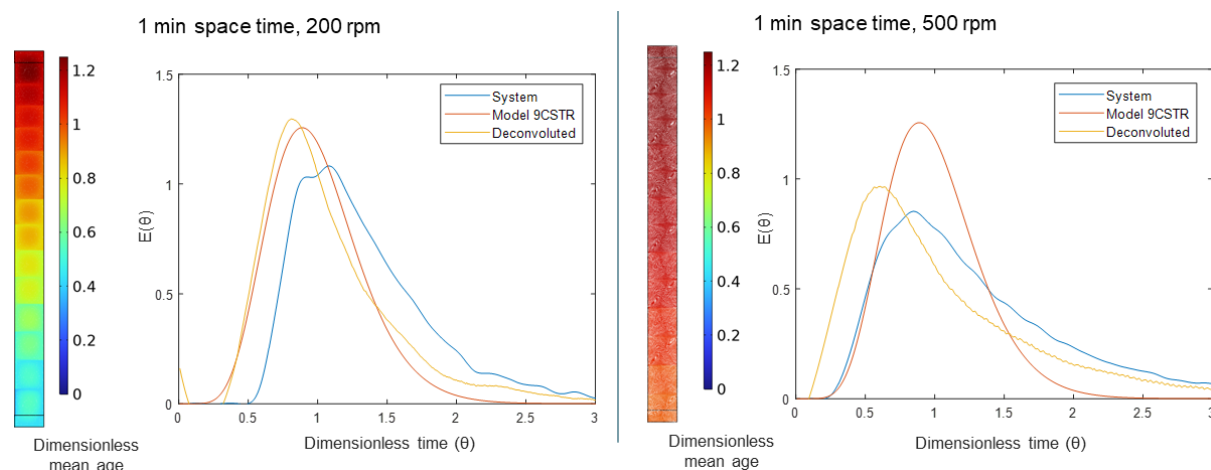 1 min space time, 200 rpm
1.2
1
0.8
0.6
0.4
0.2
0
Dimensionless
mean age
1.5
1
0.5
0
E(θ)
System
Model 9CSTR
Deconvoluted
0
0.5
1
1.5
2
2.5
3
Dimensionless time (θ)
1 min space time, 500 rpm
1.2
1
0.8
0.6
0.4
0.2
0
Dimensionless
mean age
1.5
1
0.5
0
E(θ)
System
Model 9CSTR
Deconvoluted
0
0.5
1
1.5
2
2.5
3
Dimensionless time (θ)